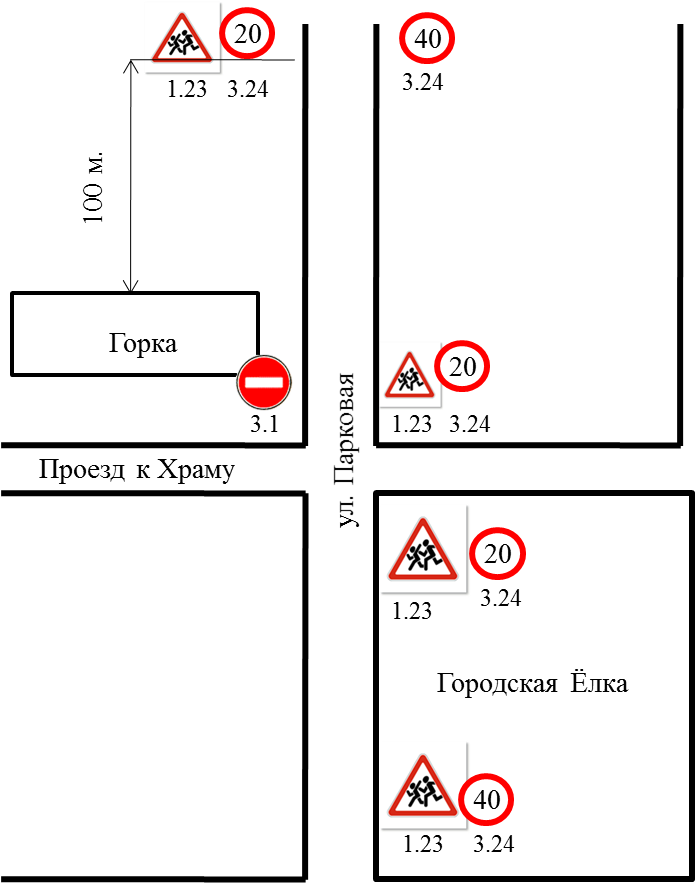 20
40
1.23 3.24
3.24
100 м.
Горка
20
3.1
1.23 3.24
ул. Парковая
Проезд к Храму
20
1.23
3.24
Городская Ёлка
40
1.23 3.24